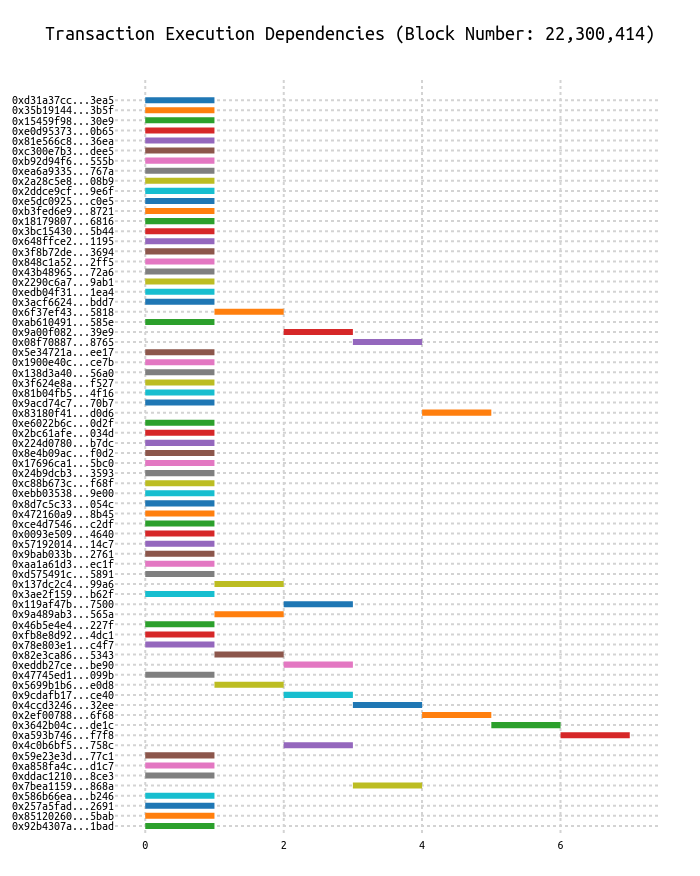 Transaction Execution Dependencies (Block Number: 22,300,414)
0xd31a37cc...3ea5
0x35b19144...3b5f
0x15459f98...30e9
0xe0d95373...0b65
0x81e566c8...36ea
0xc300e7b3...dee5
0xb92d94f6...555b
0xea6a9335...767a
0x2a28c5e8...08b9
0x2ddce9cf...9e6f
0xe5dc0925...c0e5
0xb3fed6e9...8721
0x18179807...6816
0x3bc15430...5b44
0x648ffce2...1195
0x3f8b72de...3694
0x848c1a52...2ff5
0x43b48965...72a6
0x2290c6a7...9ab1
0xedb04f31...1ea4
0x3acf6624...bdd7
0x6f37ef43...5818
0xab610491...585e
0x9a00f082...39e9
0x08f70887...8765
0x5e34721a...ee17
0x1900e40c...ce7b
0x138d3a40...56a0
0x3f624e8a...f527
0x81b04fb5...4f16
0x9acd74c7...70b7
0x83180f41...d0d6
0xe6022b6c...0d2f
0x2bc61afe...034d
0x224d0780...b7dc
0x8e4b09ac...f0d2
0x17696ca1...5bc0
0x24b9dcb3...3593
0xc88b673c...f68f
0xebb03538...9e00
0x8d7c5c33...054c
0x472160a9...8b45
0xce4d7546...c2df
0x0093e509...4640
0x57192014...14c7
0x9bab033b...2761
0xaa1a61d3...ec1f
0xd575491c...5891
0x137dc2c4...99a6
0x3ae2f159...b62f
0x119af47b...7500
0x9a489ab3...565a
0x46b5e4e4...227f
0xfb8e8d92...4dc1
0x78e803e1...c4f7
0x82e3ca86...5343
0xeddb27ce...be90
0x47745ed1...099b
0x5699b1b6...e0d8
0x9cdafb17...ce40
0x4ccd3246...32ee
0x2ef00788...6f68
0x3642b04c...de1c
0xa593b746...f7f8
0x4c0b6bf5...758c
0x59e23e3d...77c1
0xa858fa4c...d1c7
0xddac1210...8ce3
0x7bea1159...868a
0x586b66ea...b246
0x257a5fad...2691
0x85120260...5bab
0x92b4307a...1bad
0 2 4 6